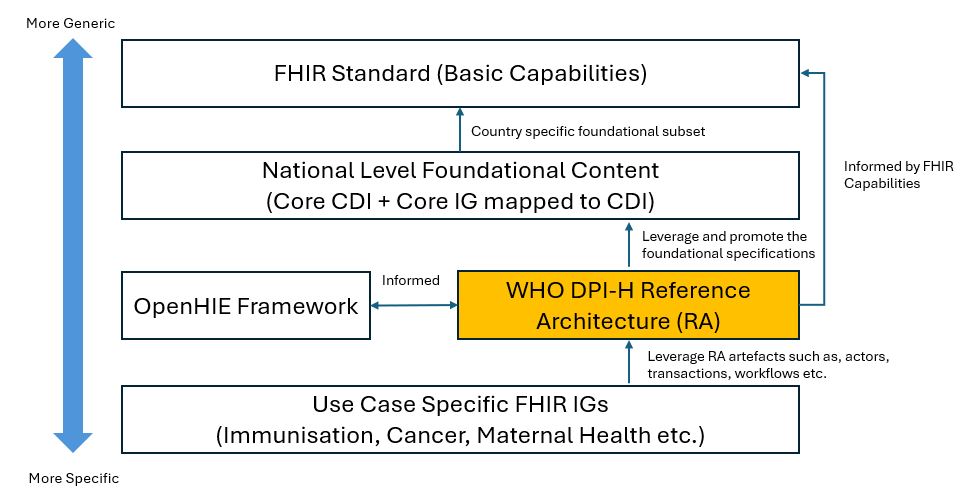 More Generic
FHIR Standard (Basic Capabilities)
Country specific foundational subset
National Level Foundational Content
(Core CDI + Core IG mapped to CDI)
Informed by FHIR
Capabilities
Leverage and promote the
foundational specifications
OpenHIE Framework
Informed
WHO DPI-H Reference
Architecture (RA)
Leverage RA artefacts such as, actors,
transactions, workflows etc.
Use Case Specific FHIR IGs
(Immunisation, Cancer, Maternal Health etc.)
More Specific